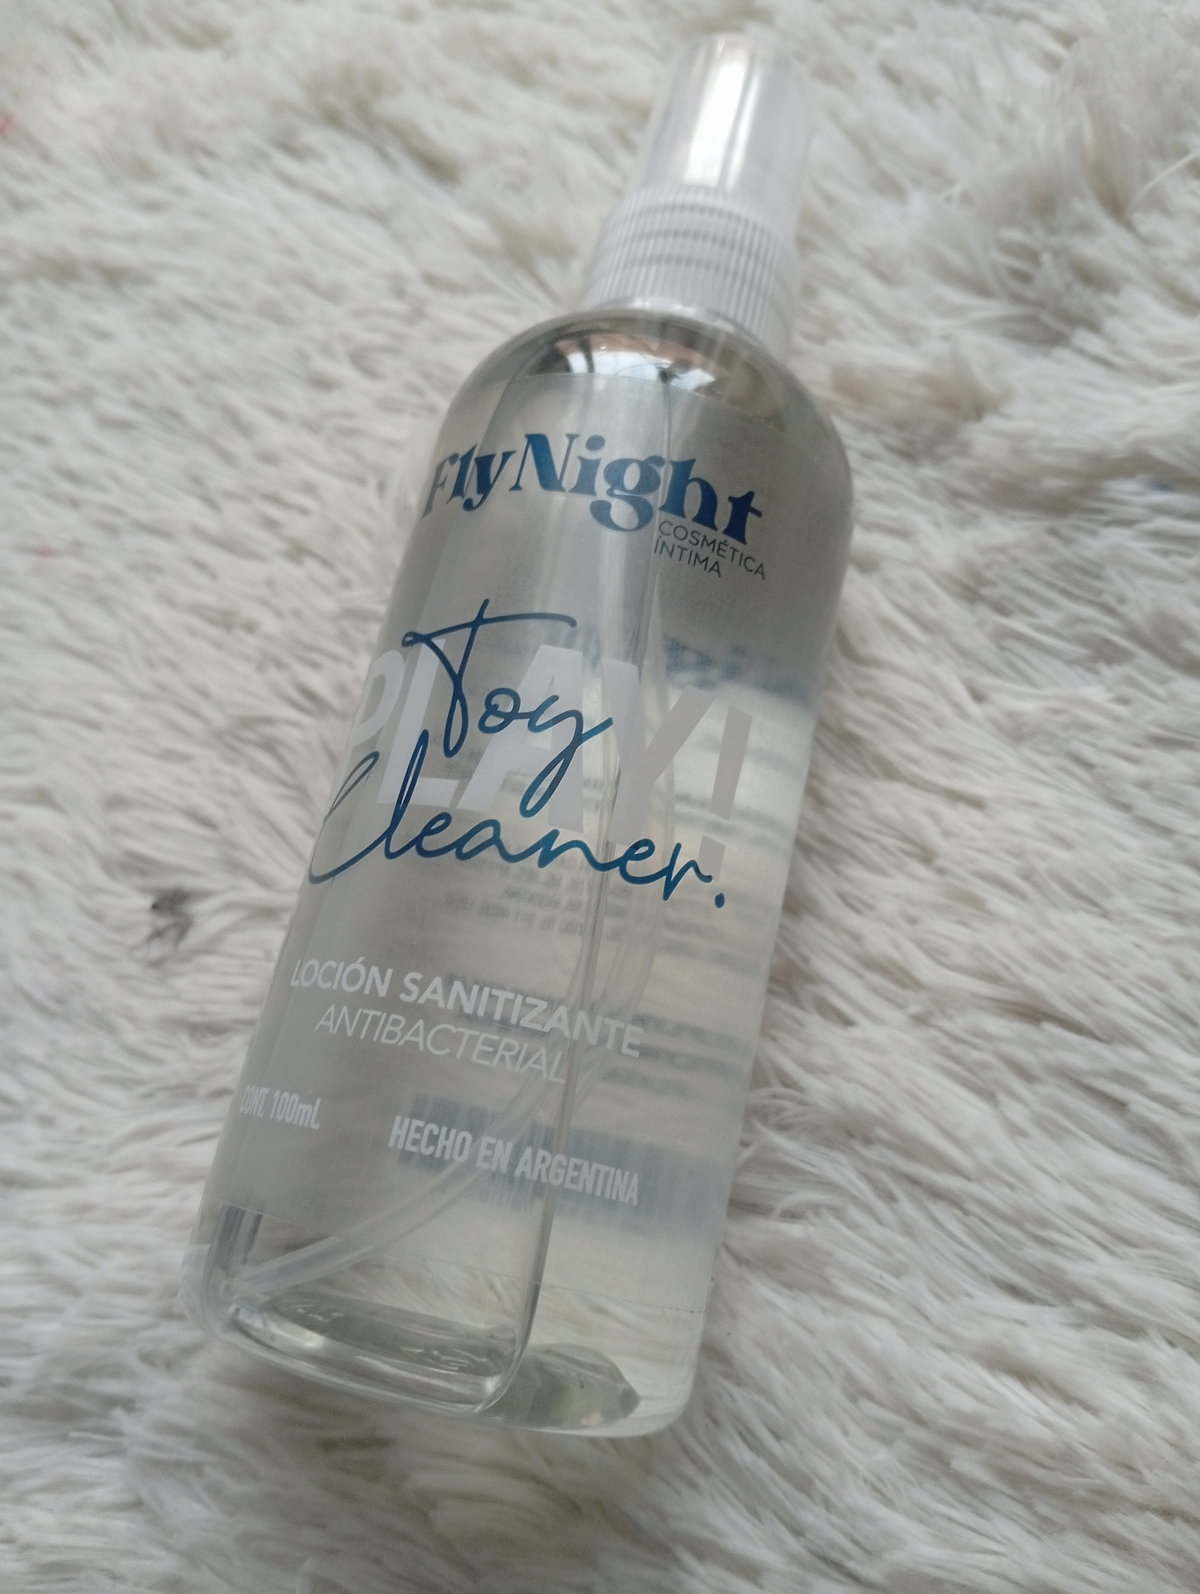 FlyNight
COSMÉTICA
ÍNTIMA
PLAY!
Toy
Cleaner.
LOCIÓN SANITIZANTE
ANTIBACTERIAL
CONT. 100mL
HECHO EN ARGENTINA